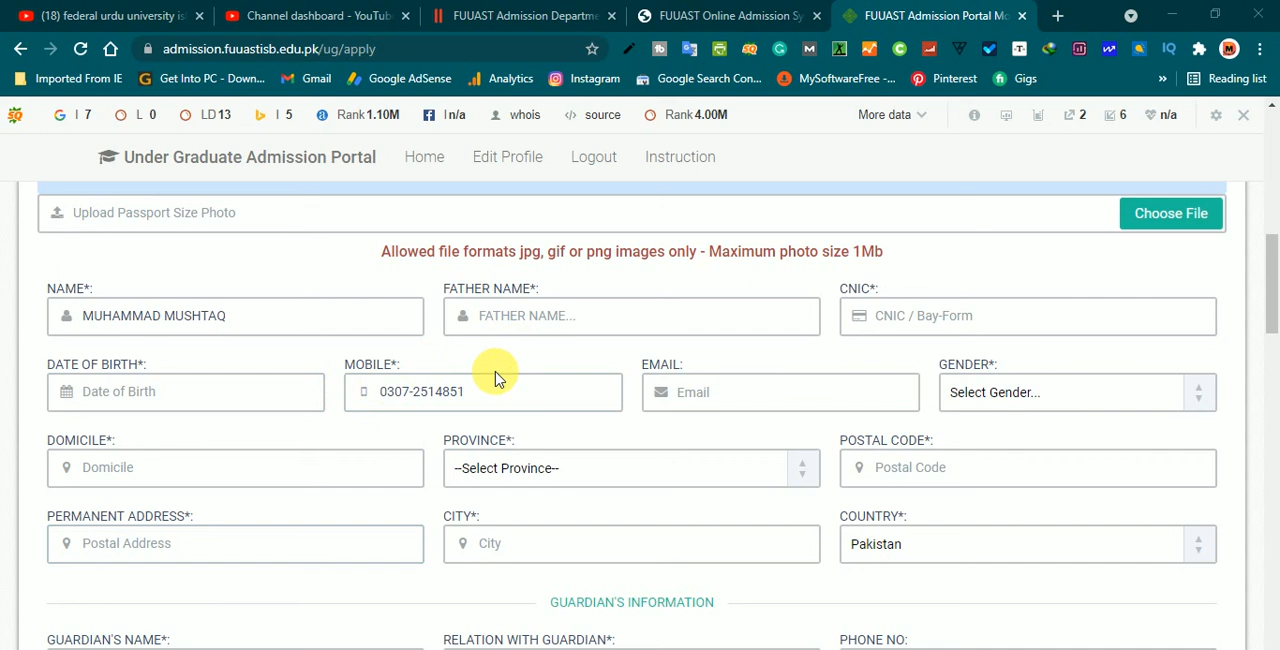 (18) federal urdu university is
Channel dashboard - YouTub
FUUAST Admission Departme
FUUAST Online Admission Sy
FUUAST Admission Portal Mo
admission.fuuastisb.edu.pk/ug/apply
Imported From IE
Get Into PC - Down...
Gmail
Google AdSense
Analytics
Instagram
Google Search Con...
MySoftwareFree -...
Pinterest
Gigs
»
Reading list
I 7
L 0
LD 13
I 5
Rank 1.10M
I n/a
whois
source
Rank 4.00M
More data
2
6
n/a
Under Graduate Admission Portal
Home
Edit Profile
Logout
Instruction
Upload Passport Size Photo
Choose File
Allowed file formats jpg, gif or png images only - Maximum photo size 1Mb
NAME*:
FATHER NAME*:
CNIC*:
MUHAMMAD MUSHTAQ
FATHER NAME...
CNIC / Bay-Form
DATE OF BIRTH*:
MOBILE*:
EMAIL:
GENDER*:
Date of Birth
0307-2514851
Email
Select Gender...
DOMICILE*:
PROVINCE*:
POSTAL CODE*:
Domicile
--Select Province--
Postal Code
PERMANENT ADDRESS*:
CITY*:
COUNTRY*:
Postal Address
City
Pakistan
GUARDIAN'S INFORMATION
GUARDIAN'S NAME*:
RELATION WITH GUARDIAN*:
PHONE NO: